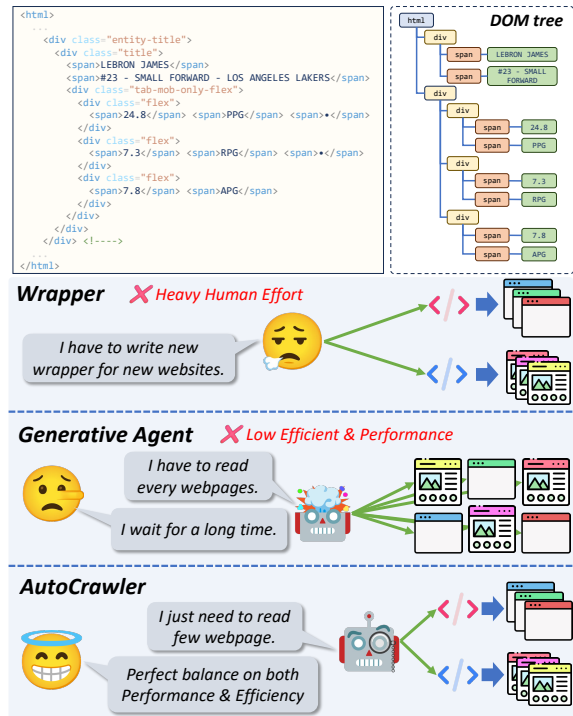 <html>
...
<div class="entity-title">
<div class="title">
<span>LEBRON JAMES</span>
<span>#23 - SMALL FORWARD - LOS ANGELES LAKERS</span>
<div class="tab-mob-only-flex">
<div class="flex">
<span>24.8</span> <span>PPG</span> <span>•</span>
</div>
<div class="flex">
<span>7.3</span> <span>RPG</span> <span>•</span>
</div>
<div class="flex">
<span>7.8</span> <span>APG</span>
</div>
</div>
</div>
</div> <!---->
...
</html>
DOM tree
html
div
span LEBRON JAMES
span #23 - SMALL
FORWARD
div
div
span 24.8
span PPG
div
span 7.3
span RPG
div
span 7.8
span APG
Wrapper Heavy Human Effort
I have to write new
wrapper for new websites.
</>
</>
Generative Agent Low Efficient & Performance
I have to read
every webpages.
I wait for a long time.
AutoCrawler
I just need to read
few webpage.
Perfect balance on both
Performance & Efficiency
</>
</>